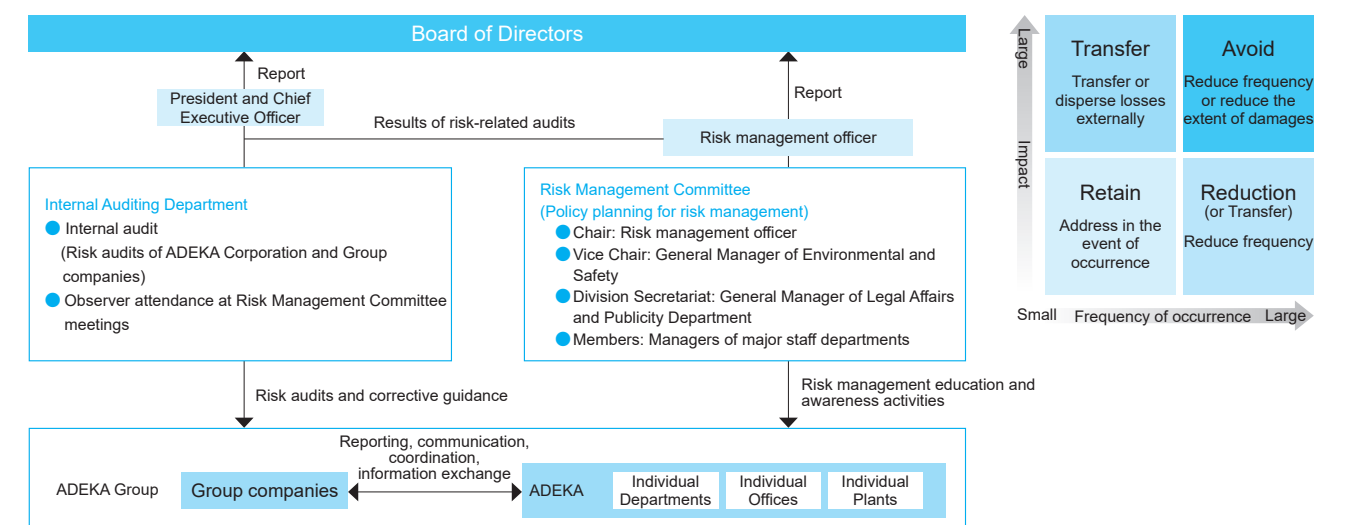 Board of Directors
Report
President and Chief
Executive Officer
Report
Results of risk-related audits
Risk management officer
Internal Auditing Department
Internal audit
(Risk audits of ADEKA Corporation and Group
companies)
Observer attendance at Risk Management Committee
meetings
Risk Management Committee
(Policy planning for risk management)
Chair: Risk management officer
Vice Chair: General Manager of Environmental and
Safety
Division Secretariat: General Manager of Legal Affairs
and Publicity Department
Members: Managers of major staff departments
Risk audits and corrective guidance
Risk management education and
awareness activities
Reporting, communication,
coordination,
information exchange
ADEKA Group
Group companies
ADEKA
Individual
Departments
Individual
Offices
Individual
Plants
Large
Impact
Transfer
Transfer or
disperse losses
externally
Avoid
Reduce frequency
or reduce the
extent of damages
Retain
Address in the
event of
occurrence
Reduction
(or Transfer)
Reduce frequency
Small
Frequency of occurrence
Large